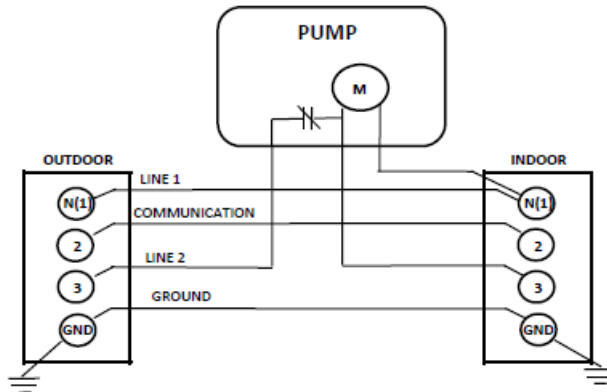 PUMP
M
OUTDOOR
INDOOR
LINE 1
N(1)
N(1)
COMMUNICATION
2
2
LINE 2
3
3
GROUND
GND
GND